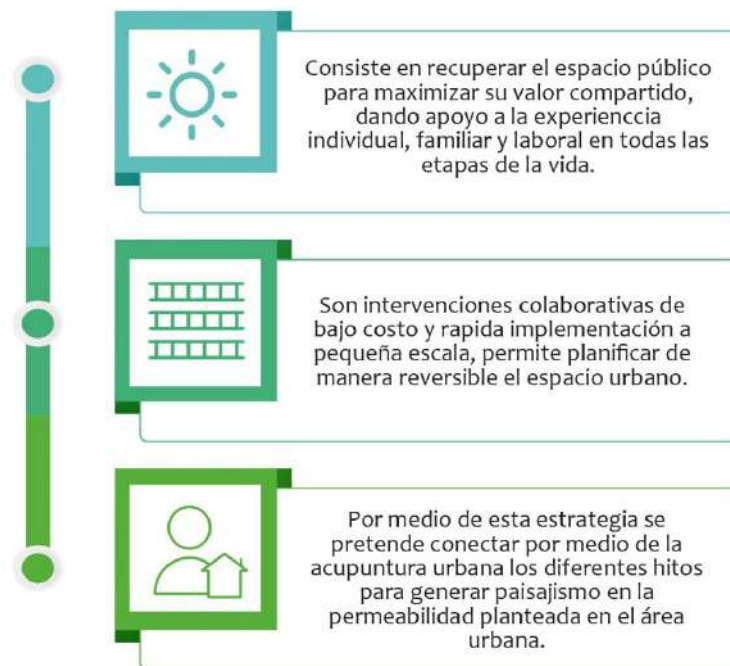 Consiste en recuperar el espacio público
para maximizar su valor compartido,
dando apoyo a la experienccia
individual, familiar y laboral en todas las
etapas de la vida.
Son intervenciones colaborativas de
bajo costo y rapida implementación a
pequeña escala, permite planificar de
manera reversible el espacio urbano.
Por medio de esta estrategia se
pretende conectar por medio de la
acupuntura urbana los diferentes hitos
para generar paisajismo en la
permeabilidad planteada en el área
urbana.